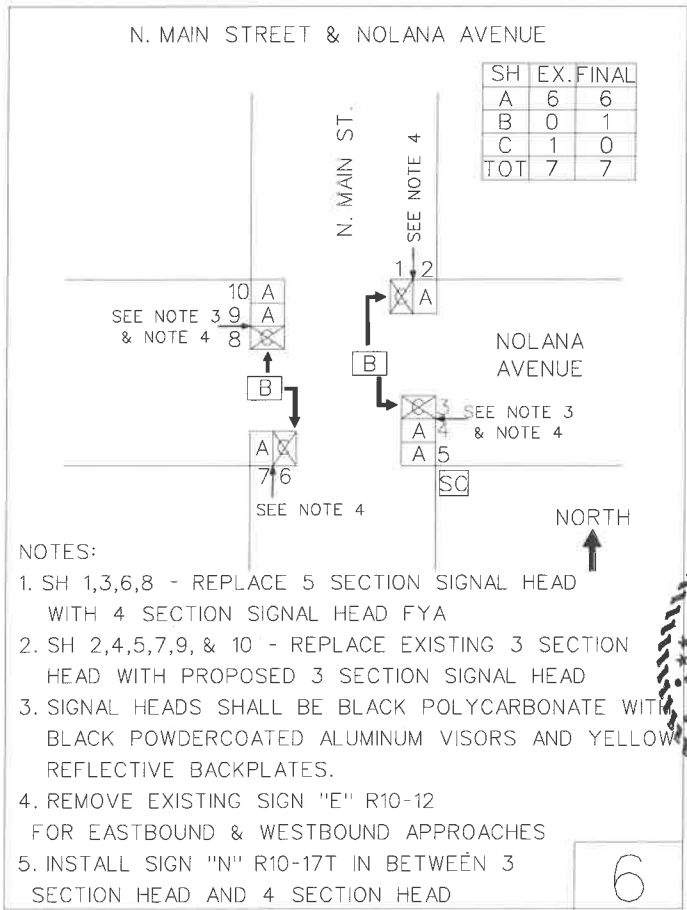 N. MAIN STREET & NOLANA AVENUE
SH EX. FINAL
A 6 6
B 0 1
C 1 0
TOT 7 7
N. MAIN ST.
SEE NOTE 4
1 2
C A
10 A
SEE NOTE 3 9 A
& NOTE 4 8 C
B
B
NOLANA
AVENUE
C 3
A 4
A 5
SEE NOTE 3
& NOTE 4
A C
7 6
SEE NOTE 4
SC
NORTH
NOTES:
1. SH 1,3,6,8 - REPLACE 5 SECTION SIGNAL HEAD
WITH 4 SECTION SIGNAL HEAD FYA
2. SH 2,4,5,7,9, & 10 - REPLACE EXISTING 3 SECTION
HEAD WITH PROPOSED 3 SECTION SIGNAL HEAD
3. SIGNAL HEADS SHALL BE BLACK POLYCARBONATE WITH
BLACK POWDERCOATED ALUMINUM VISORS AND YELLOW
REFLECTIVE BACKPLATES.
4. REMOVE EXISTING SIGN "E" R10-12
FOR EASTBOUND & WESTBOUND APPROACHES
5. INSTALL SIGN "N" R10-17T IN BETWEEN 3
SECTION HEAD AND 4 SECTION HEAD
6